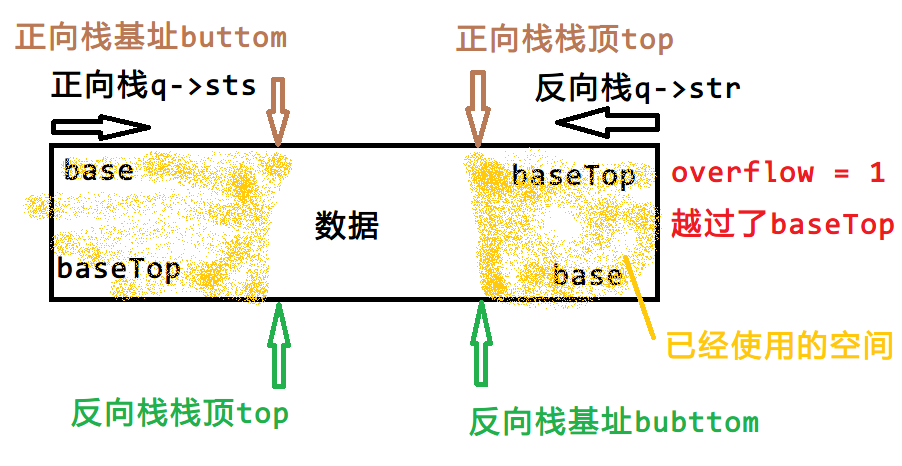 正向栈基址buttom
正向栈栈顶top
正向栈q->sts
反向栈q->str
base
baseTop
overflow = 1
越过了baseTop
数据
baseTop
base
已经使用的空间
反向栈栈顶top
反向栈基址bubttom